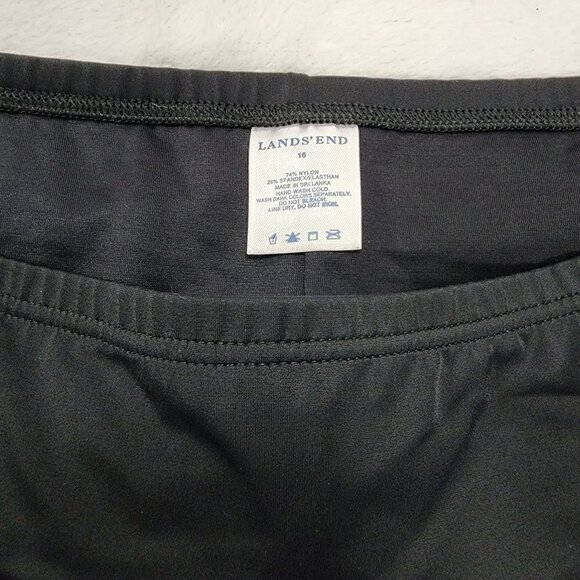 LANDS' END
16
74% NYLON
26% SPANDEX/ELASTHAN
MADE IN SRI LANKA
HAND WASH COLD.
WASH DARK COLORS SEPARATELY.
DO NOT BLEACH.
LINE DRY, DO NOT IRON.